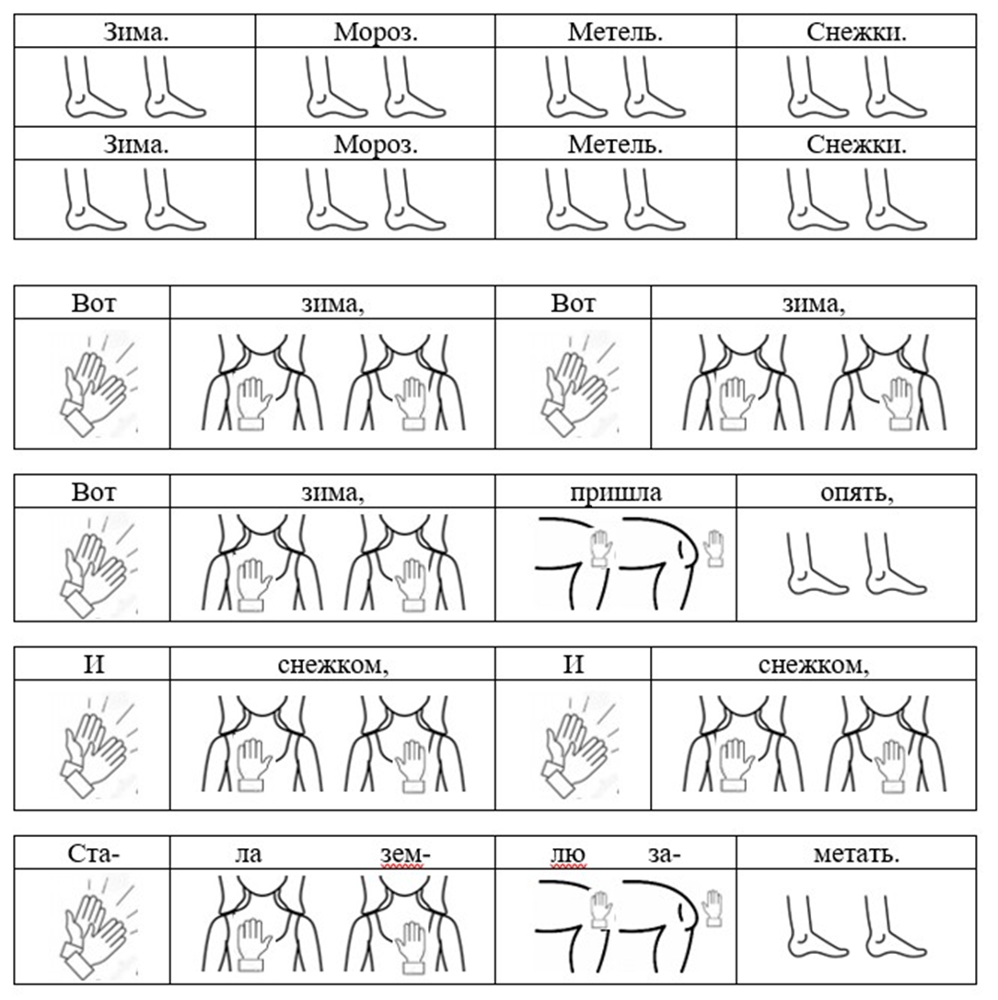 Зима. Мороз. Метель. Снежки.
Зима. Мороз. Метель. Снежки.
Вот зима, Вот зима,
Вот зима, пришла опять,
И снежком, И снежком,
Ста- ла зем- лю за- метать.